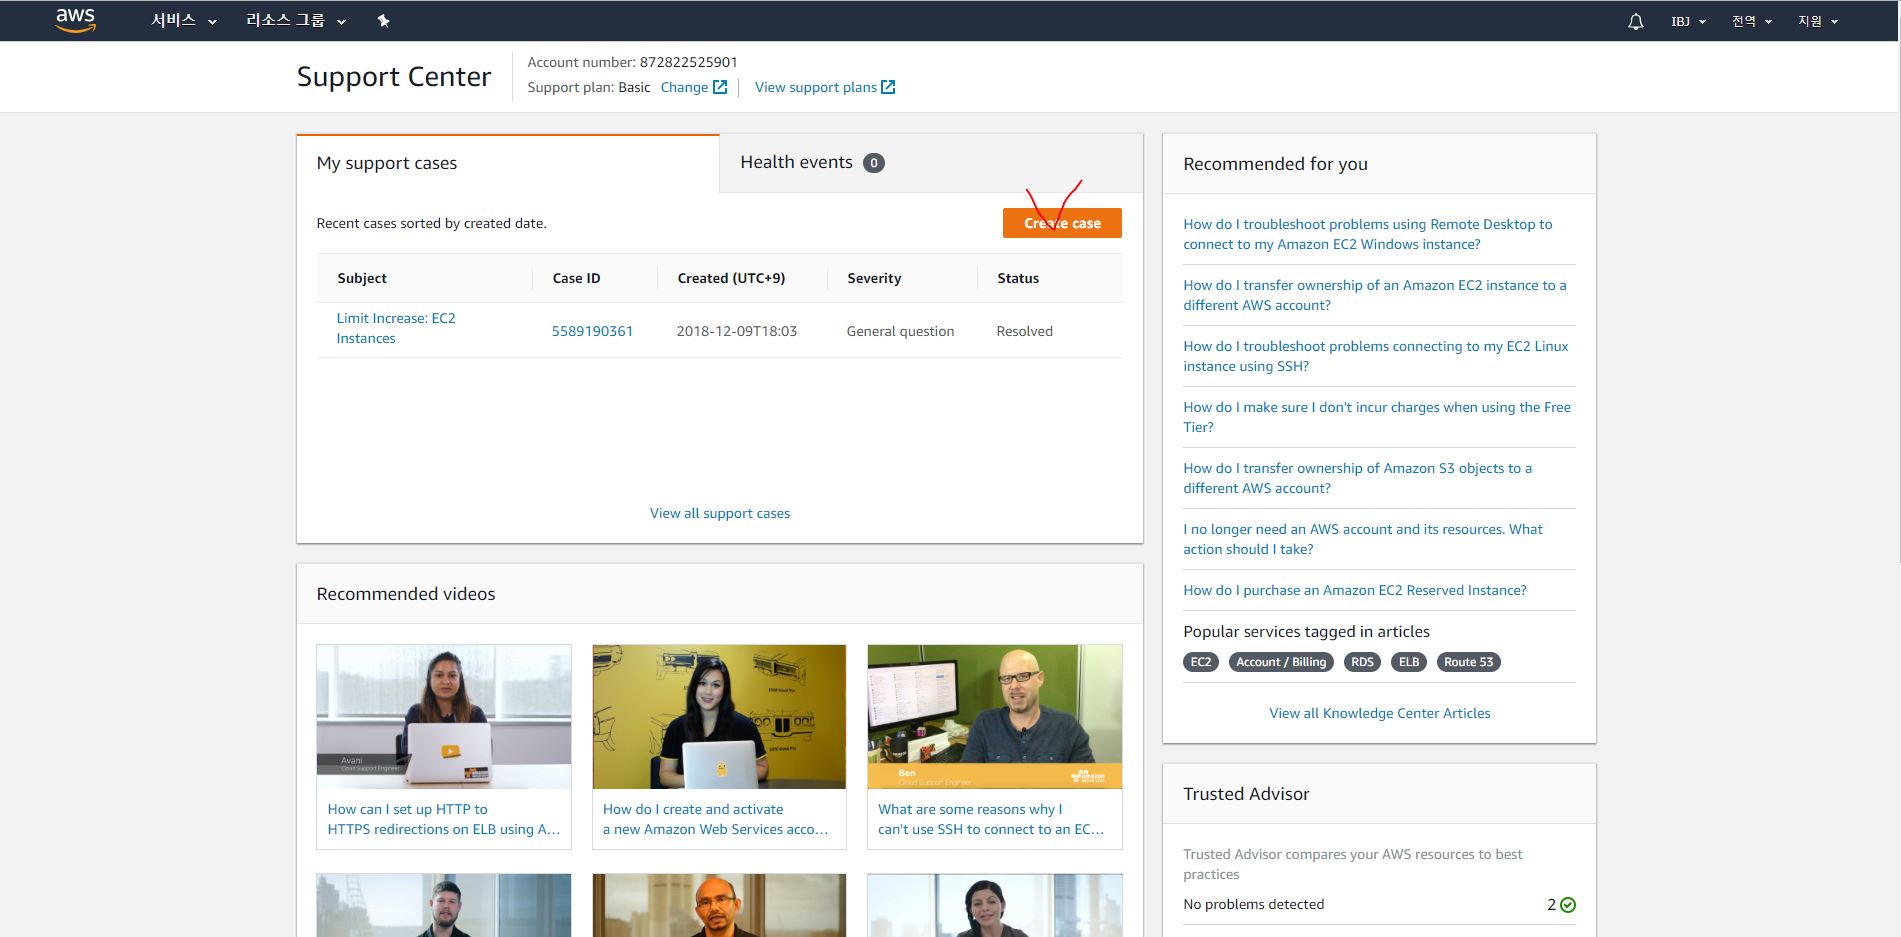 aws
서비스
리소스 그룹
IBJ
전역
지원
Support Center
Account number: 872822525901
Support plan: Basic Change
View support plans
My support cases
Health events 0
Recent cases sorted by created date.
Create case
Subject Case ID Created (UTC+9) Severity Status
Limit Increase: EC2
Instances
5589190361 2018-12-09T18:03 General question Resolved
View all support cases
Recommended videos
Avani
Cloud Support Engineer
How can I set up HTTP to
HTTPS redirections on ELB using A...
How do I create and activate
a new Amazon Web Services acco...
Ben
Cloud Support Engineer
What are some reasons why I
can't use SSH to connect to an EC...
Recommended for you
How do I troubleshoot problems using Remote Desktop to
connect to my Amazon EC2 Windows instance?
How do I transfer ownership of an Amazon EC2 instance to a
different AWS account?
How do I troubleshoot problems connecting to my EC2 Linux
instance using SSH?
How do I make sure I don't incur charges when using the Free
Tier?
How do I transfer ownership of Amazon S3 objects to a
different AWS account?
I no longer need an AWS account and its resources. What
action should I take?
How do I purchase an Amazon EC2 Reserved Instance?
Popular services tagged in articles
EC2 Account / Billing RDS ELB Route 53
View all Knowledge Center Articles
Trusted Advisor
Trusted Advisor compares your AWS resources to best
practices
No problems detected 2